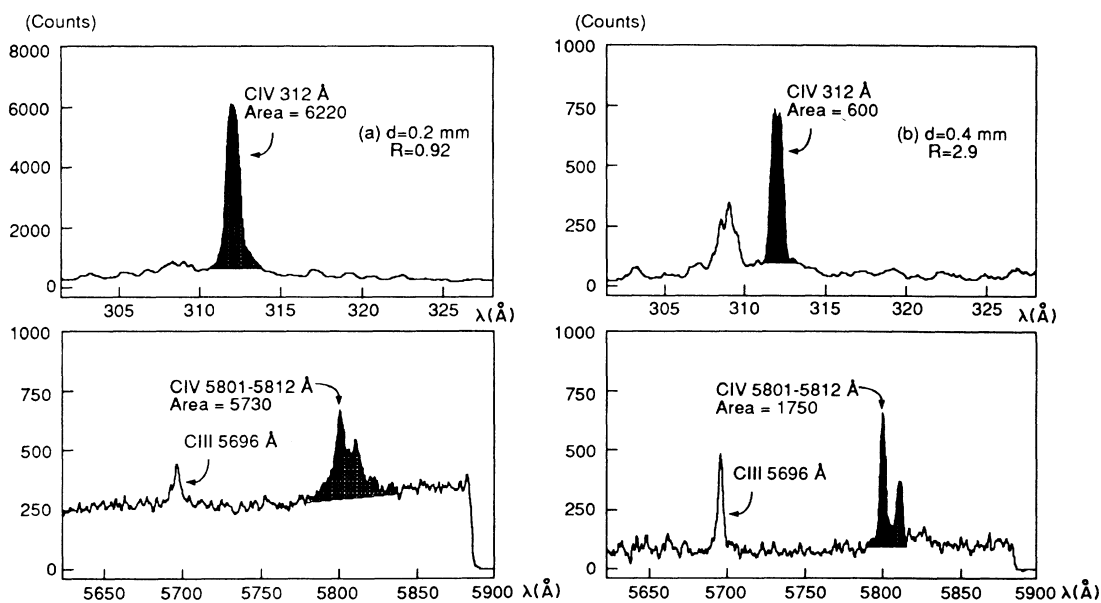 (Counts)
8000
6000
4000
2000
0
CIV 312 Å
Area = 6220
(a) d=0.2 mm
R=0.92
305 310 315 320 325 λ(Å)
(Counts)
1000
750
500
250
0
CIV 312 Å
Area = 600
(b) d=0.4 mm
R=2.9
305 310 315 320 325 λ(Å)
1000
750
500
250
0
CIV 5801-5812 Å
Area = 5730
CIII 5696 Å
5650 5700 5750 5800 5850 5900 λ(Å)
1000
750
500
250
0
CIV 5801-5812 Å
Area = 1750
CIII 5696 Å
5650 5700 5750 5800 5850 5900 λ(Å)